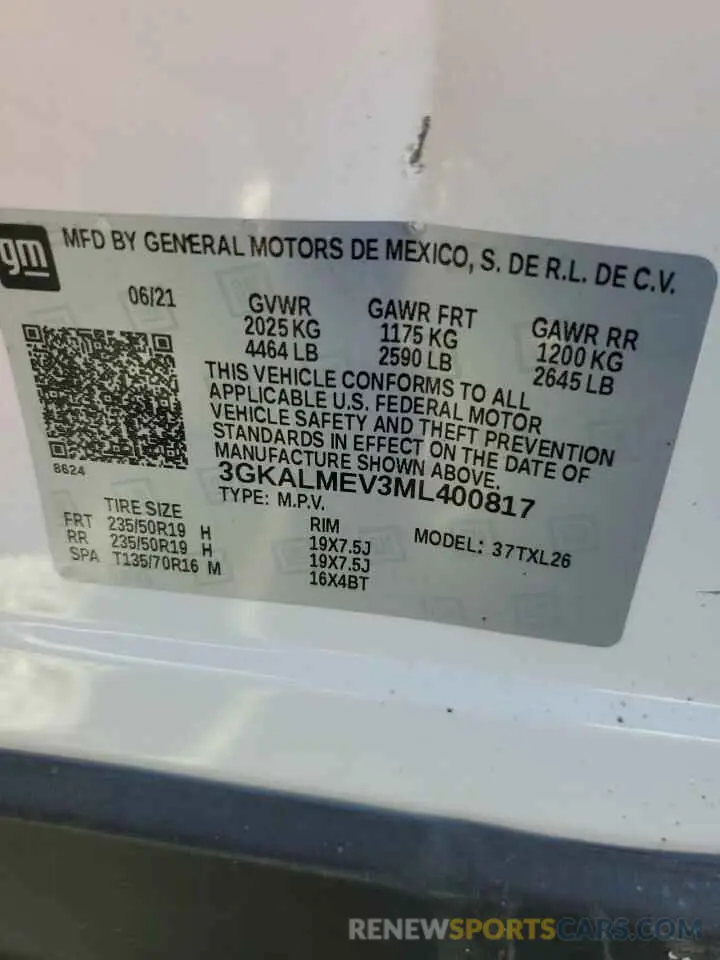 gm
MFD BY GENERAL MOTORS DE MEXICO, S. DE R.L. DE C.V.
06/21
GVWR GAWR FRT GAWR RR
2025 KG 1175 KG 1200 KG
4464 LB 2590 LB 2645 LB
THIS VEHICLE CONFORMS TO ALL
APPLICABLE U.S. FEDERAL MOTOR
VEHICLE SAFETY AND THEFT PREVENTION
STANDARDS IN EFFECT ON THE DATE OF
MANUFACTURE SHOWN ABOVE.
8624
3GKALMEV3ML400817
TYPE: M.P.V.
MODEL: 37TXL26
TIRE SIZE RIM
FRT 235/50R19 H 19X7.5J
RR 235/50R19 H 19X7.5J
SPA T135/70R16 M 16X4BT
RENEWSPORTSCARS.COM